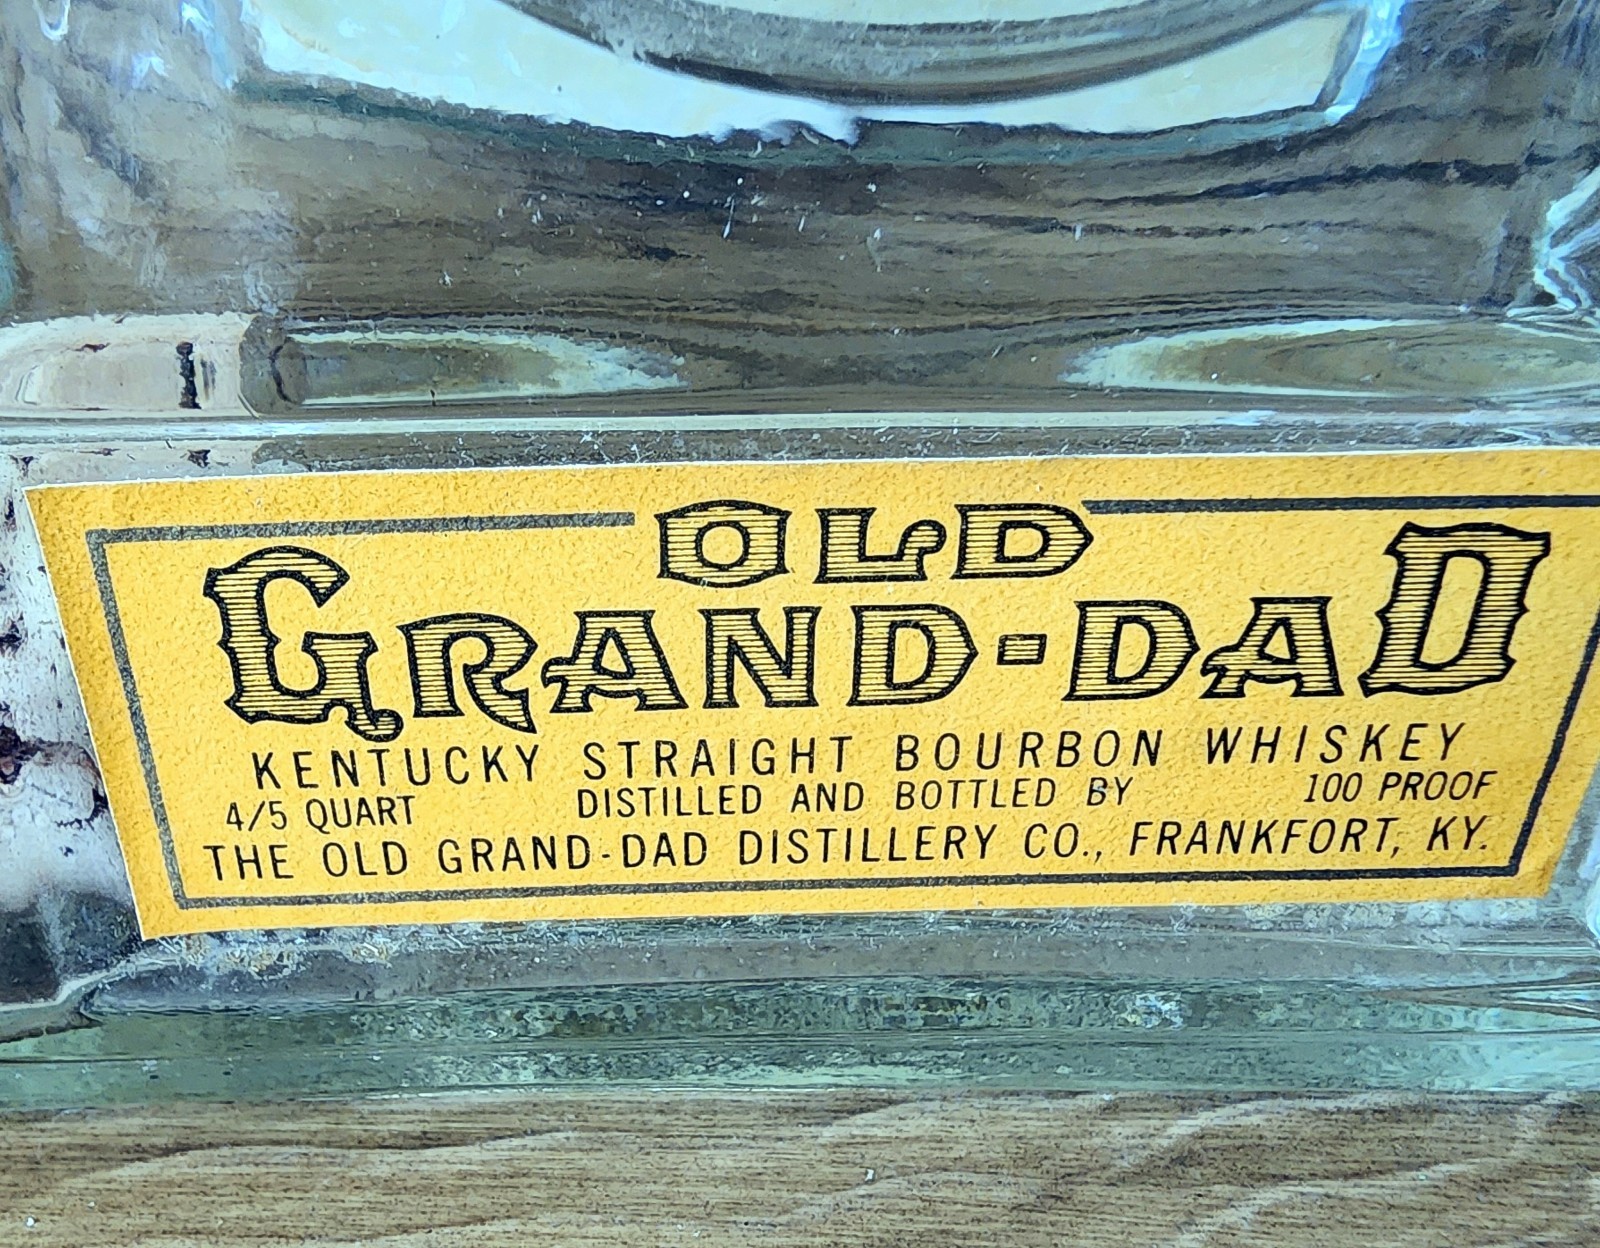 OLD
GRAND-DAD
KENTUCKY STRAIGHT BOURBON WHISKEY
4/5 QUART DISTILLED AND BOTTLED BY 100 PROOF
THE OLD GRAND-DAD DISTILLERY CO., FRANKFORT, KY.